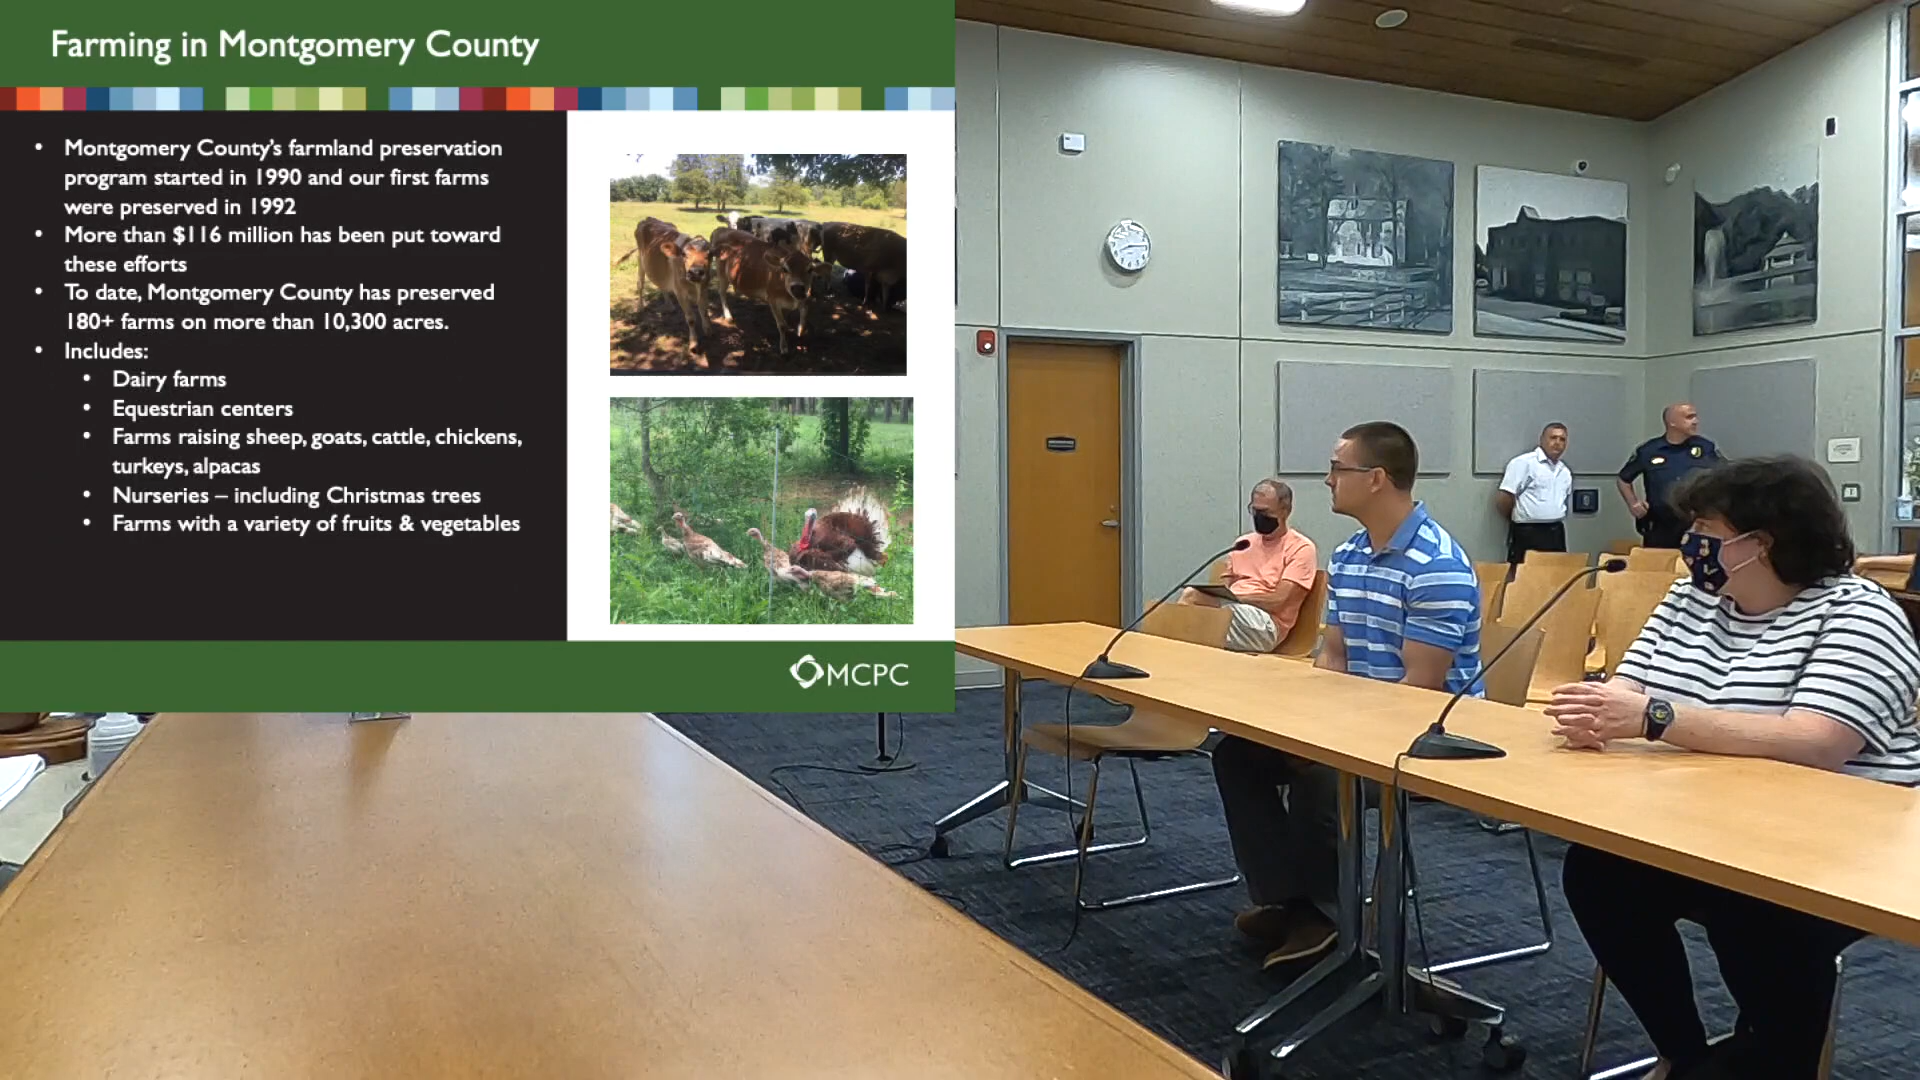 Farming in Montgomery County
• Montgomery County's farmland preservation
program started in 1990 and our first farms
were preserved in 1992
• More than $116 million has been put toward
these efforts
• To date, Montgomery County has preserved
180+ farms on more than 10,300 acres.
• Includes:
• Dairy farms
• Equestrian centers
• Farms raising sheep, goats, cattle, chickens,
turkeys, alpacas
• Nurseries – including Christmas trees
• Farms with a variety of fruits & vegetables
MCPC